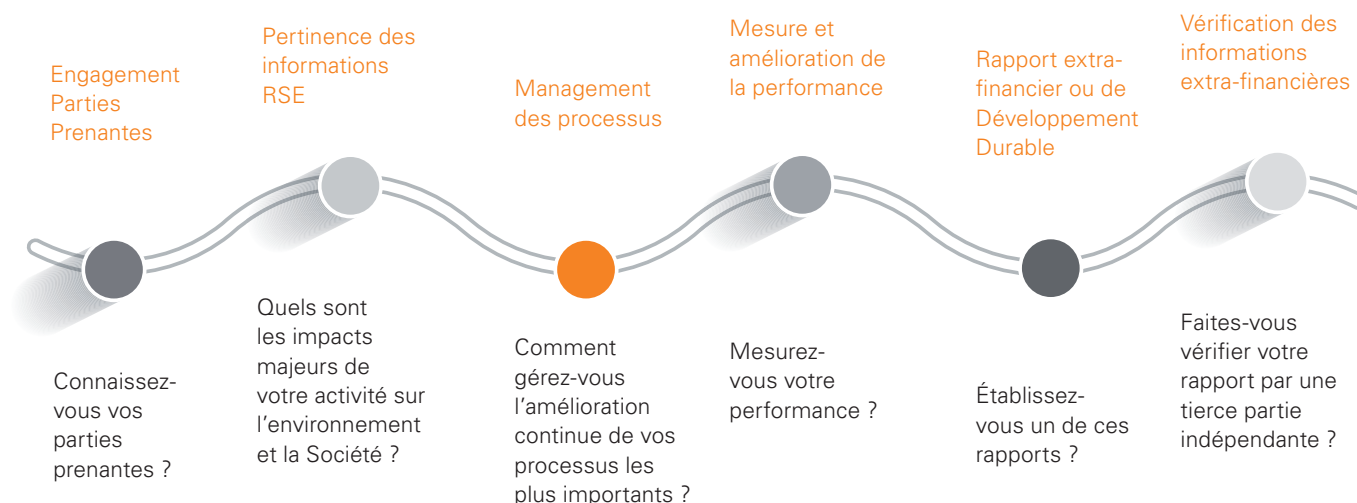 Engagement
Parties
Prenantes
Connaissez-
vous vos
parties
prenantes ?
Pertinence des
informations
RSE
Quels sont
les impacts
majeurs de
votre activité sur
l’environnement
et la Société ?
Management
des processus
Comment
gérez-vous
l’amélioration
continue de vos
processus les
plus importants ?
Mesure et
amélioration de
la performance
Mesurez-
vous votre
performance ?
Rapport extra-
financier ou de
Développement
Durable
Établissez-
vous un de ces
rapports ?
Vérification des
informations
extra-financières
Faites-vous
vérifier votre
rapport par une
tierce partie
indépendante ?